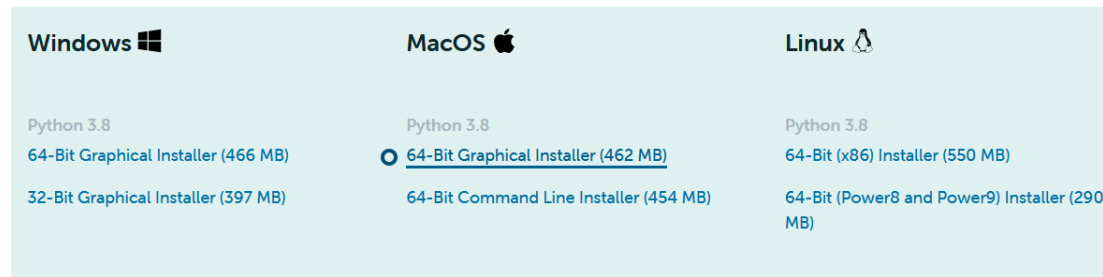 Windows
MacOS
Linux
Python 3.8
Python 3.8
Python 3.8
64-Bit Graphical Installer (466 MB)
64-Bit Graphical Installer (462 MB)
64-Bit (x86) Installer (550 MB)
32-Bit Graphical Installer (397 MB)
64-Bit Command Line Installer (454 MB)
64-Bit (Power8 and Power9) Installer (290
MB)